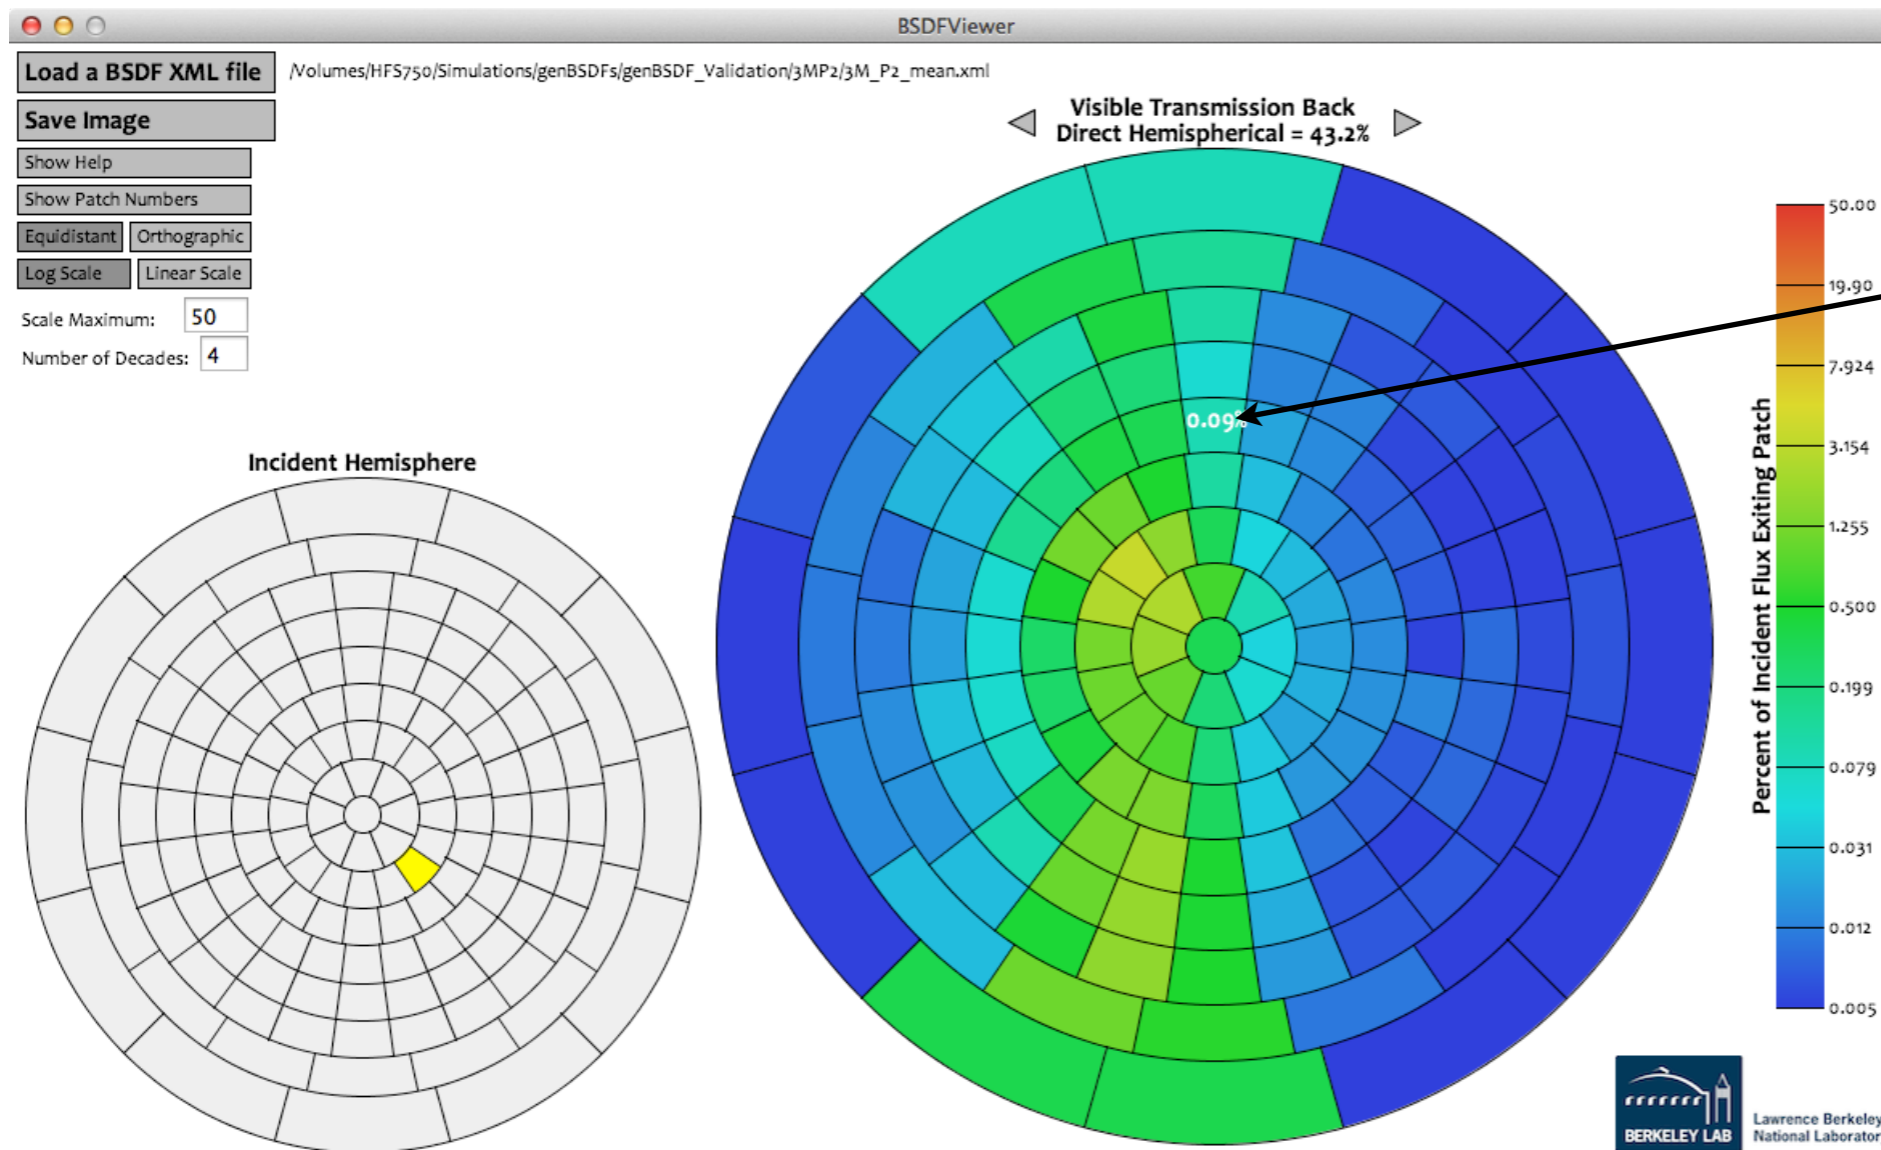 BSDFViewer
Load a BSDF XML file
/Volumes/HFS750/Simulations/genBSDFs/genBSDF_Validation/3MP2/3M_P2_mean.xml
Save Image
Show Help
Show Patch Numbers
Equidistant
Orthographic
Log Scale
Linear Scale
Scale Maximum: 50
Number of Decades: 4
Visible Transmission Back
Direct Hemispherical = 43.2%
Incident Hemisphere
0.09%
Percent of Incident Flux Exiting Patch
50.00
19.90
7.924
3.154
1.255
0.500
0.199
0.079
0.031
0.012
0.005
BERKELEY LAB
Lawrence Berkeley
National Laborator